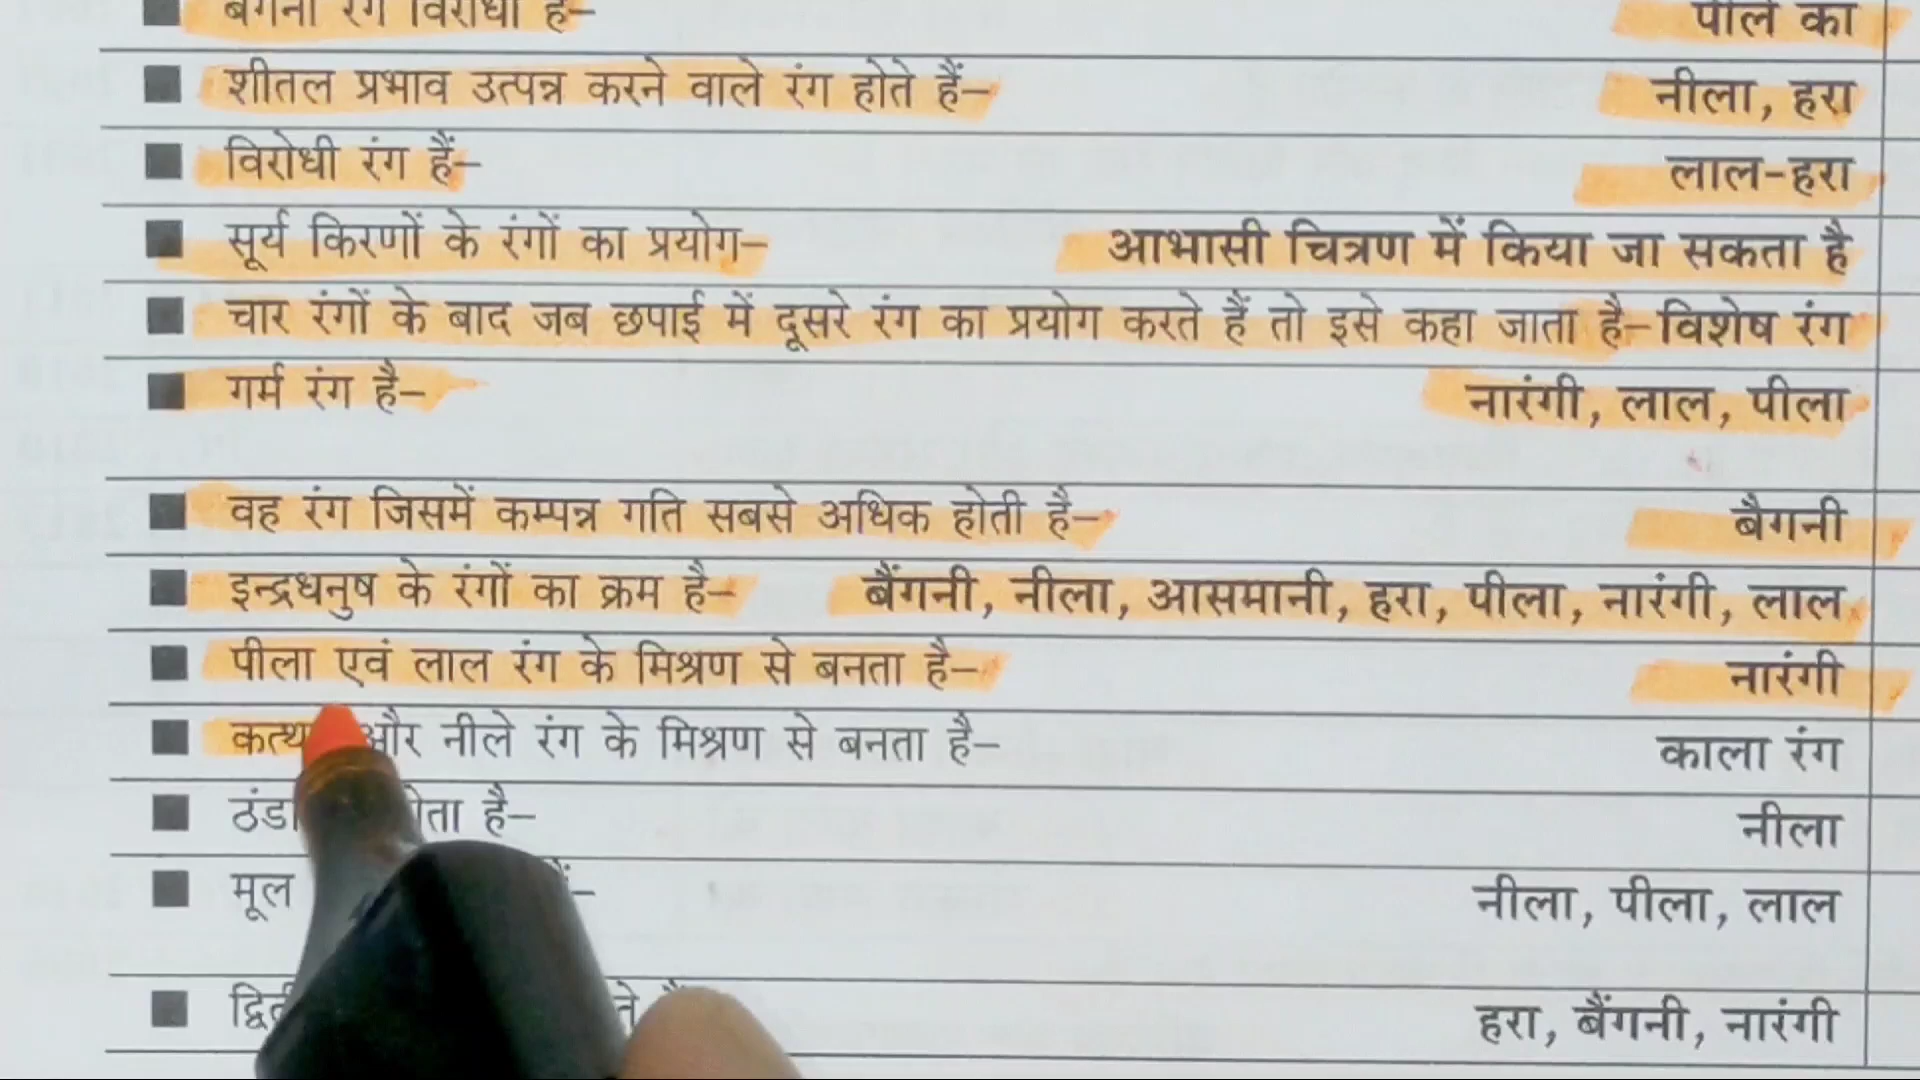 बैगनी रंग विरोधी है– पीले का
शीतल प्रभाव उत्पन्न करने वाले रंग होते हैं– नीला, हरा
विरोधी रंग हैं– लाल-हरा
सूर्य किरणों के रंगों का प्रयोग– आभासी चित्रण में किया जा सकता है
चार रंगों के बाद जब छपाई में दूसरे रंग का प्रयोग करते हैं तो इसे कहा जाता है– विशेष रंग
गर्म रंग है– नारंगी, लाल, पीला
वह रंग जिसमें कम्पन्न गति सबसे अधिक होती है– बैगनी
इन्द्रधनुष के रंगों का क्रम है– बैंगनी, नीला, आसमानी, हरा, पीला, नारंगी, लाल
पीला एवं लाल रंग के मिश्रण से बनता है– नारंगी
और नीले रंग के मिश्रण से बनता है– काला रंग
है– नीला
मूल नीला, पीला, लाल
हरा, बैंगनी, नारंगी